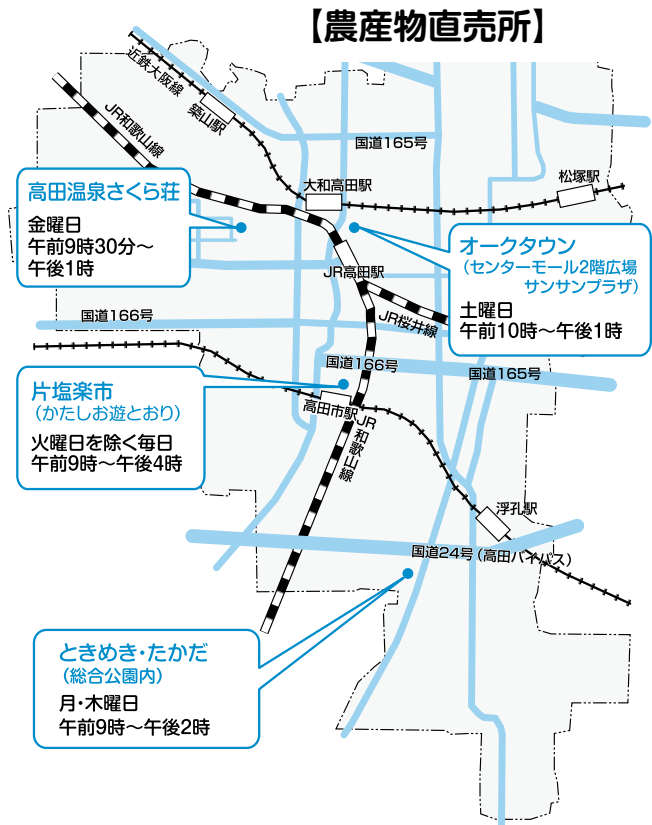 【農産物直売所】
近鉄大阪線
築山駅
JR和歌山線
国道165号
大和高田駅
松塚駅
高田温泉さくら荘
金曜日
午前9時30分～
午後1時
オークタウン
（センターモール2階広場
サンサンプラザ）
土曜日
午前10時～午後1時
JR高田駅
JR桜井線
国道166号
国道166号
国道165号
片塩楽市
（かたしお遊とおり）
火曜日を除く毎日
午前9時～午後4時
高田市駅
JR和歌山線
浮孔駅
国道24号（高田バイパス）
ときめき・たかだ
（総合公園内）
月・木曜日
午前9時～午後2時